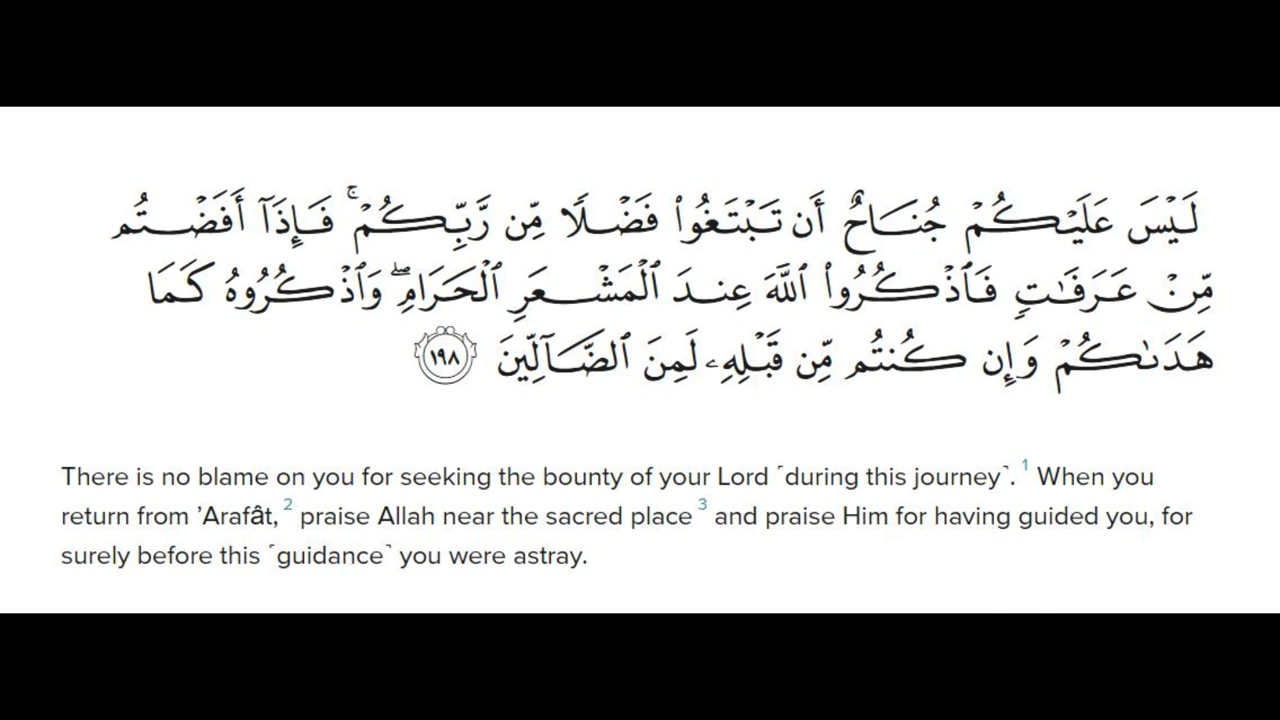 لَيۡسَ عَلَيۡكُمۡ جُنَاحٌ أَن تَبۡتَغُواْ فَضۡلًا مِّن رَّبِّكُمۡۚ فَإِذَآ أَفَضۡتُم
مِّنۡ عَرَفَٰتٖ فَٱذۡكُرُواْ ٱللَّهَ عِندَ ٱلۡمَشۡعَرِ ٱلۡحَرَامِۖ وَٱذۡكُرُوهُ كَمَا
هَدَىٰكُمۡ وَإِن كُنتُم مِّن قَبۡلِهِۦ لَمِنَ ٱلضَّآلِّينَ ١٩٨
There is no blame on you for seeking the bounty of your Lord ˹during this journey˺. 1 When you
return from ’Arafât, 2 praise Allah near the sacred place 3 and praise Him for having guided you, for
surely before this ˹guidance˺ you were astray.